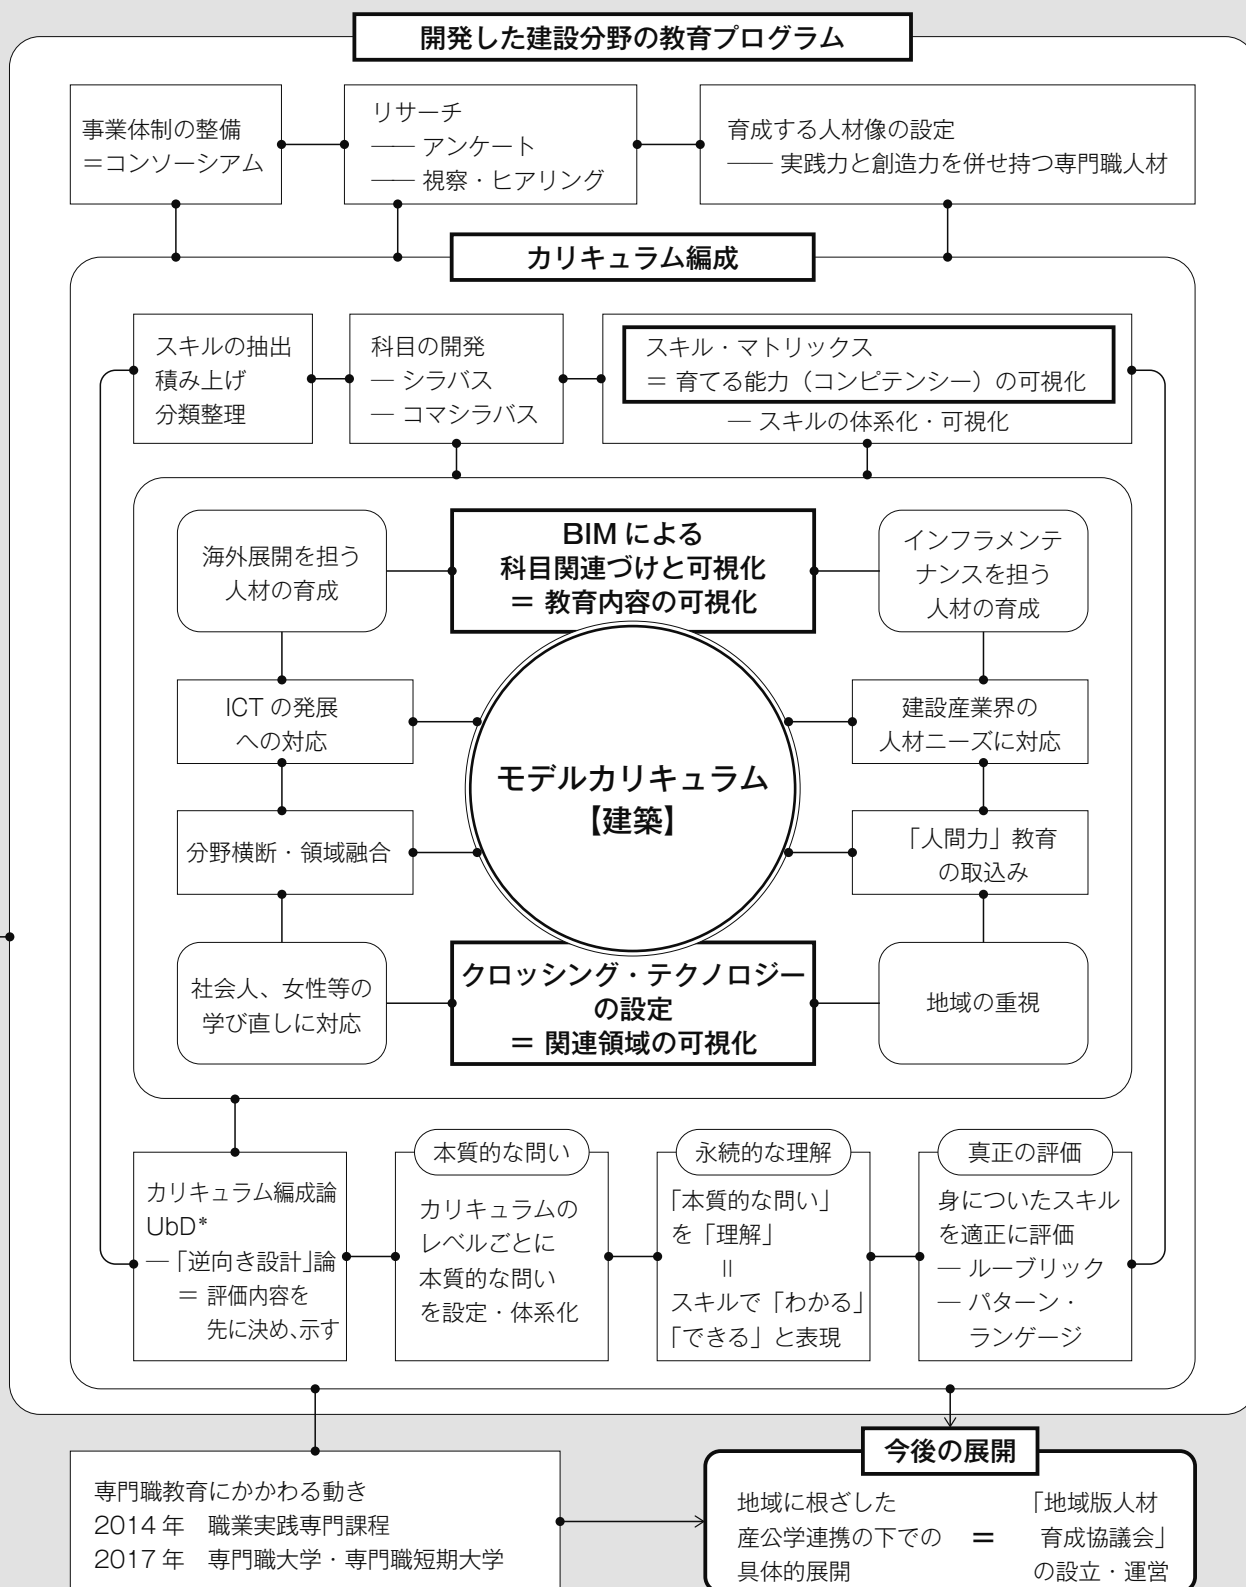 開発した建設分野の教育プログラム
事業体制の整備
＝コンソーシアム
リサーチ
── アンケート
── 視察・ヒアリング
育成する人材像の設定
── 実践力と創造力を併せ持つ専門職人材
カリキュラム編成
スキルの抽出
積み上げ
分類整理
科目の開発
─ シラバス
─ コマシラバス
スキル・マトリックス
＝ 育てる能力（コンピテンシー）の可視化
─ スキルの体系化・可視化
海外展開を担う
人材の育成
BIM による
科目関連づけと可視化
＝ 教育内容の可視化
インフラメンテ
ナンスを担う
人材の育成
ICT の発展
への対応
建設産業界の
人材ニーズに対応
モデルカリキュラム
【建築】
分野横断・領域融合
「人間力」教育
の取込み
社会人、女性等の
学び直しに対応
クロッシング・テクノロジー
の設定
＝ 関連領域の可視化
地域の重視
カリキュラム編成論
UbD*
─「逆向き設計」論
＝ 評価内容を
先に決め、示す
本質的な問い
カリキュラムの
レベルごとに
本質的な問い
を設定・体系化
永続的な理解
「本質的な問い」
を「理解」
॥
スキルで「わかる」
「できる」と表現
真正の評価
身についたスキル
を適正に評価
─ ルーブリック
─ パターン・
ランゲージ
専門職教育にかかわる動き
2014 年　職業実践専門課程
2017 年　専門職大学・専門職短期大学
今後の展開
地域に根ざした
産公学連携の下での
具体的展開
＝
「地域版人材
育成協議会」
の設立・運営